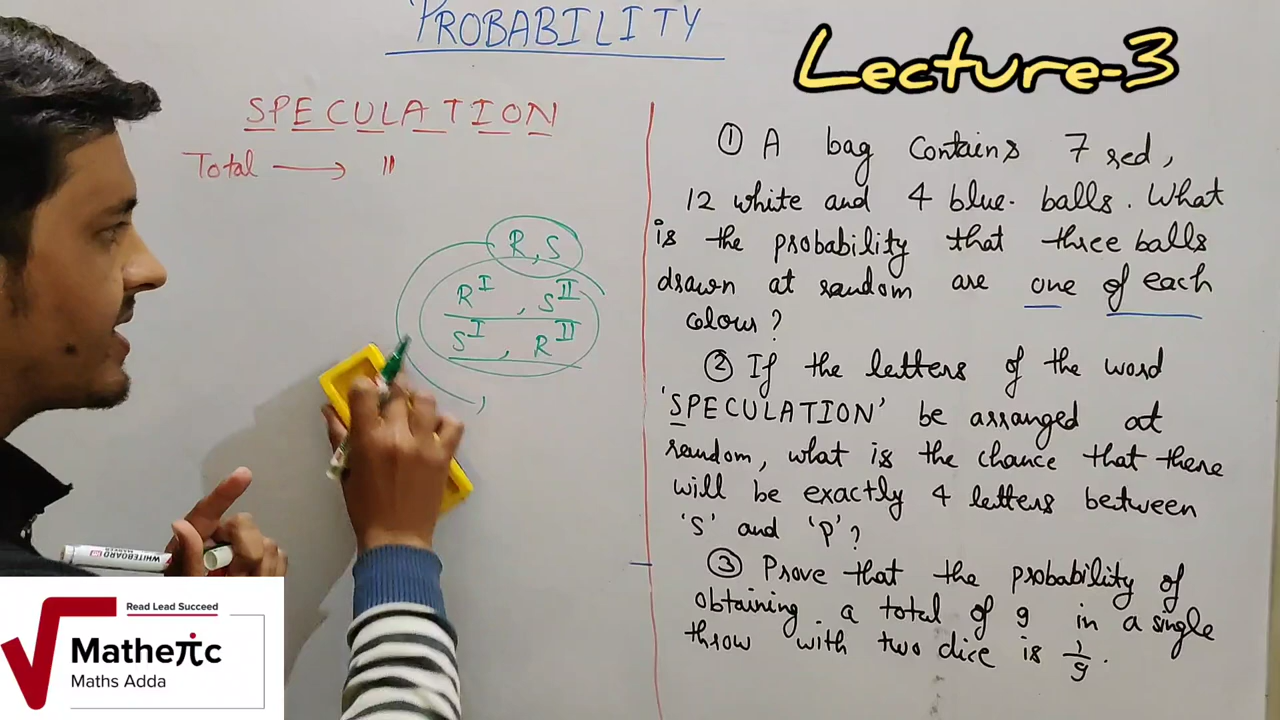 PROBABILITY
Lecture-3
SPECULATION
Total → 11
R, S
R^I , S^II
S^I , R^II
① A bag contains 7 red,
12 white and 4 blue. balls. What
is the probability that three balls
drawn at random are one of each
colour?
② If the letters of the word
'SPECULATION' be arranged at
random, what is the chance that there
will be exactly 4 letters between
'S' and 'P'?
③ Prove that the probability of
obtaining a total of 9 in a single
throw with two dice is 1/9.
WHITEBOARD
MARKER
Read Lead Succeed
Matheπc
Maths Adda